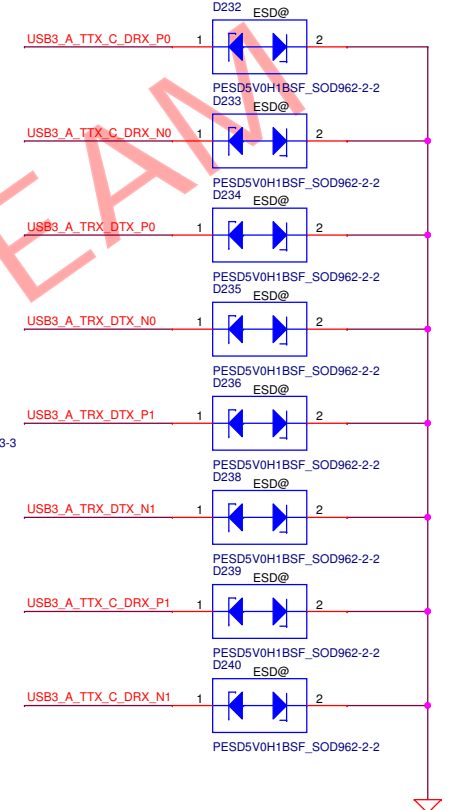 D232
ESD@
USB3_A_TTX_C_DRX_P0 1 2
PESD5V0H1BSF_SOD962-2-2
D233
ESD@
USB3_A_TTX_C_DRX_N0 1 2
PESD5V0H1BSF_SOD962-2-2
D234
ESD@
USB3_A_TRX_DTX_P0 1 2
PESD5V0H1BSF_SOD962-2-2
D235
ESD@
USB3_A_TRX_DTX_N0 1 2
PESD5V0H1BSF_SOD962-2-2
D236
ESD@
USB3_A_TRX_DTX_P1 1 2
3-3
PESD5V0H1BSF_SOD962-2-2
D238
ESD@
USB3_A_TRX_DTX_N1 1 2
PESD5V0H1BSF_SOD962-2-2
D239
ESD@
USB3_A_TTX_C_DRX_P1 1 2
PESD5V0H1BSF_SOD962-2-2
D240
ESD@
USB3_A_TTX_C_DRX_N1 1 2
PESD5V0H1BSF_SOD962-2-2
EAM